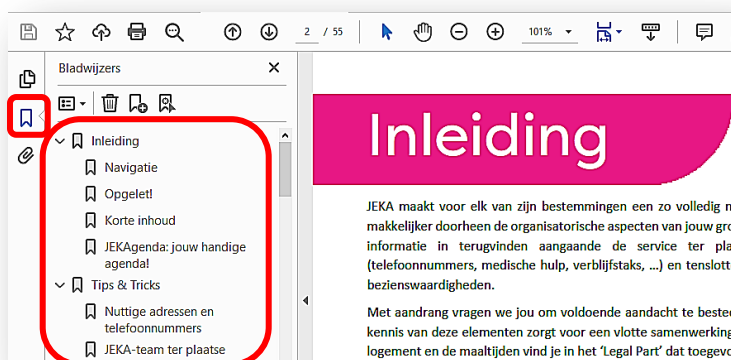 2 / 55
101%
Bladwijzers
Inleiding
Navigatie
Opgelet!
Korte inhoud
JEKAgenda: jouw handige
agenda!
Tips & Tricks
Nuttige adressen en
telefoonnummers
JEKA-team ter plaatse
Inleiding
JEKA maakt voor elk van zijn bestemmingen een zo volledig
makkelijker doorheen de organisatorische aspecten van jouw
informatie in terugvinden aangaande de service ter
(telefoonnummers, medische hulp, verblijfstaks, ...) en tenslott
bezienswaardigheden.
Met aandrang vragen we jou om voldoende aandacht te
kennis van deze elementen zorgt voor een vlotte samenwerking
logement en de maaltijden vind je in het 'Legal Part' dat toegevo